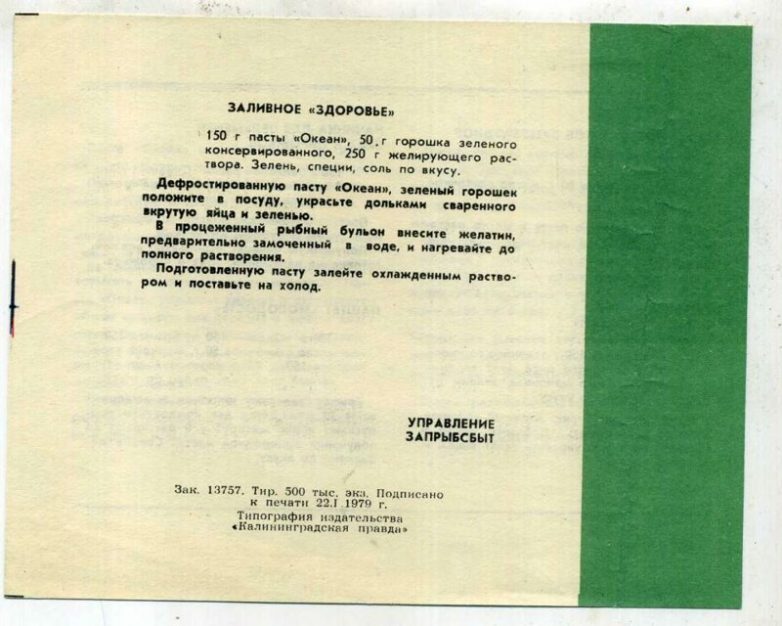 ЗАЛИВНОЕ «ЗДОРОВЬЕ»
150 г пасты «Океан», 50 г горошка зеленого
консервированного, 250 г желирующего рас-
твора. Зелень, специи, соль по вкусу.
Дефростированную пасту «Океан», зеленый горошек
положите в посуду, украсьте дольками сваренного
вкрутую яйца и зеленью.
В процеженный рыбный бульон внесите желатин,
предварительно замоченный в воде, и нагревайте до
полного растворения.
Подготовленную пасту залейте охлажденным раство-
ром и поставьте на холод.
УПРАВЛЕНИЕ
ЗАПРЫБСБЫТ
Зак. 13757. Тир. 500 тыс. экз. Подписано
к печати 22.I 1979 г.
Типография издательства
«Калининградская правда»